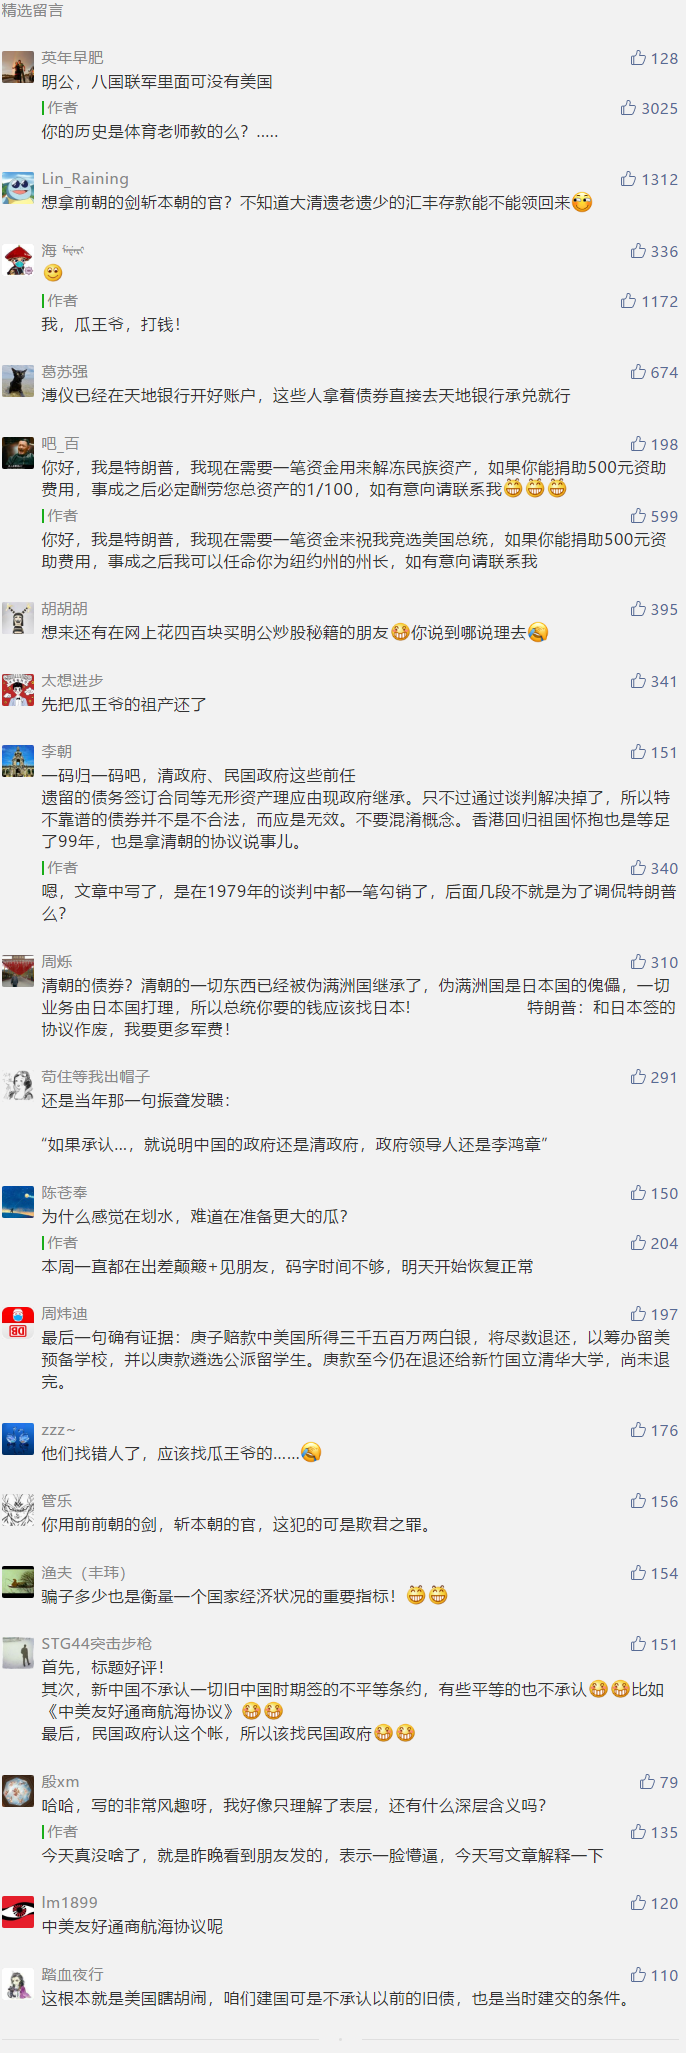 精选留言
英年早肥 128
明公，八国联军里面可没有美国
作者 3025
你的历史是体育老师教的么？.....
Lin_Raining 1312
想拿前朝的剑斩本朝的官？不知道大清遗老遗少的汇丰存款能不能领回来
海 336
作者 1172
我，瓜王爷，打钱！
葛苏强 674
溥仪已经在天地银行开好账户，这些人拿着债券直接去天地银行承兑就行
吧_百 198
你好，我是特朗普，我现在需要一笔资金用来解冻民族资产，如果你能捐助500元资助
费用，事成之后必定酬劳您总资产的1/100，如有意向请联系我
作者 599
你好，我是特朗普，我现在需要一笔资金来祝我竞选美国总统，如果你能捐助500元资
助费用，事成之后我可以任命你为纽约州的州长，如有意向请联系我
胡胡胡 395
想来还有在网上花四百块买明公炒股秘籍的朋友你说到哪说理去
太想进步 341
先把瓜王爷的祖产还了
李朝 151
一码归一码吧，清政府、民国政府这些前任
遗留的债务签订合同等无形资产理应由现政府继承。只不过通过谈判解决掉了，所以特
不靠谱的债券并不是不合法，而应是无效。不要混淆概念。香港回归祖国怀抱也是等足
了99年，也是拿清朝的协议说事儿。
作者 340
嗯，文章中写了，是在1979年的谈判中都一笔勾销了，后面几段不就是为了调侃特朗普
么？
周烁 310
清朝的债券？清朝的一切东西已经被伪满洲国继承了，伪满洲国是日本国的傀儡，一切
业务由日本国打理，所以总统你要的钱应该找日本！ 特朗普：和日本签的
协议作废，我要更多军费！
苟住等我出帽子 291
还是当年那一句振聋发聩：
“如果承认...，就说明中国的政府还是清政府，政府领导人还是李鸿章”
陈苍奉 150
为什么感觉在划水，难道在准备更大的瓜？
作者 204
本周一直都在出差颠簸+见朋友，码字时间不够，明天开始恢复正常
周炜迪 197
最后一句确有证据：庚子赔款中美国所得三千五百万两白银，将尽数退还，以筹办留美
预备学校，并以庚款遴选公派留学生。庚款至今仍在退还给新竹国立清华大学，尚未退
完。
zzz~ 176
他们找错人了，应该找瓜王爷的......
管乐 156
你用前前朝的剑，斩本朝的官，这犯的可是欺君之罪。
渔夫（丰玮） 154
骗子多少也是衡量一个国家经济状况的重要指标！
STG44突击步枪 151
首先，标题好评！
其次，新中国不承认一切旧中国时期签的不平等条约，有些平等的也不承认比如
《中美友好通商航海协议》
最后，民国政府认这个帐，所以该找民国政府
殷xm 79
哈哈，写的非常风趣呀，我好像只理解了表层，还有什么深层含义吗？
作者 135
今天真没啥了，就是昨晚看到朋友发的，表示一脸懵逼，今天写文章解释一下
lm1899 120
中美友好通商航海协议呢
踏血夜行 110
这根本就是美国瞎胡闹，咱们建国可是不承认以前的旧债，也是当时建交的条件。